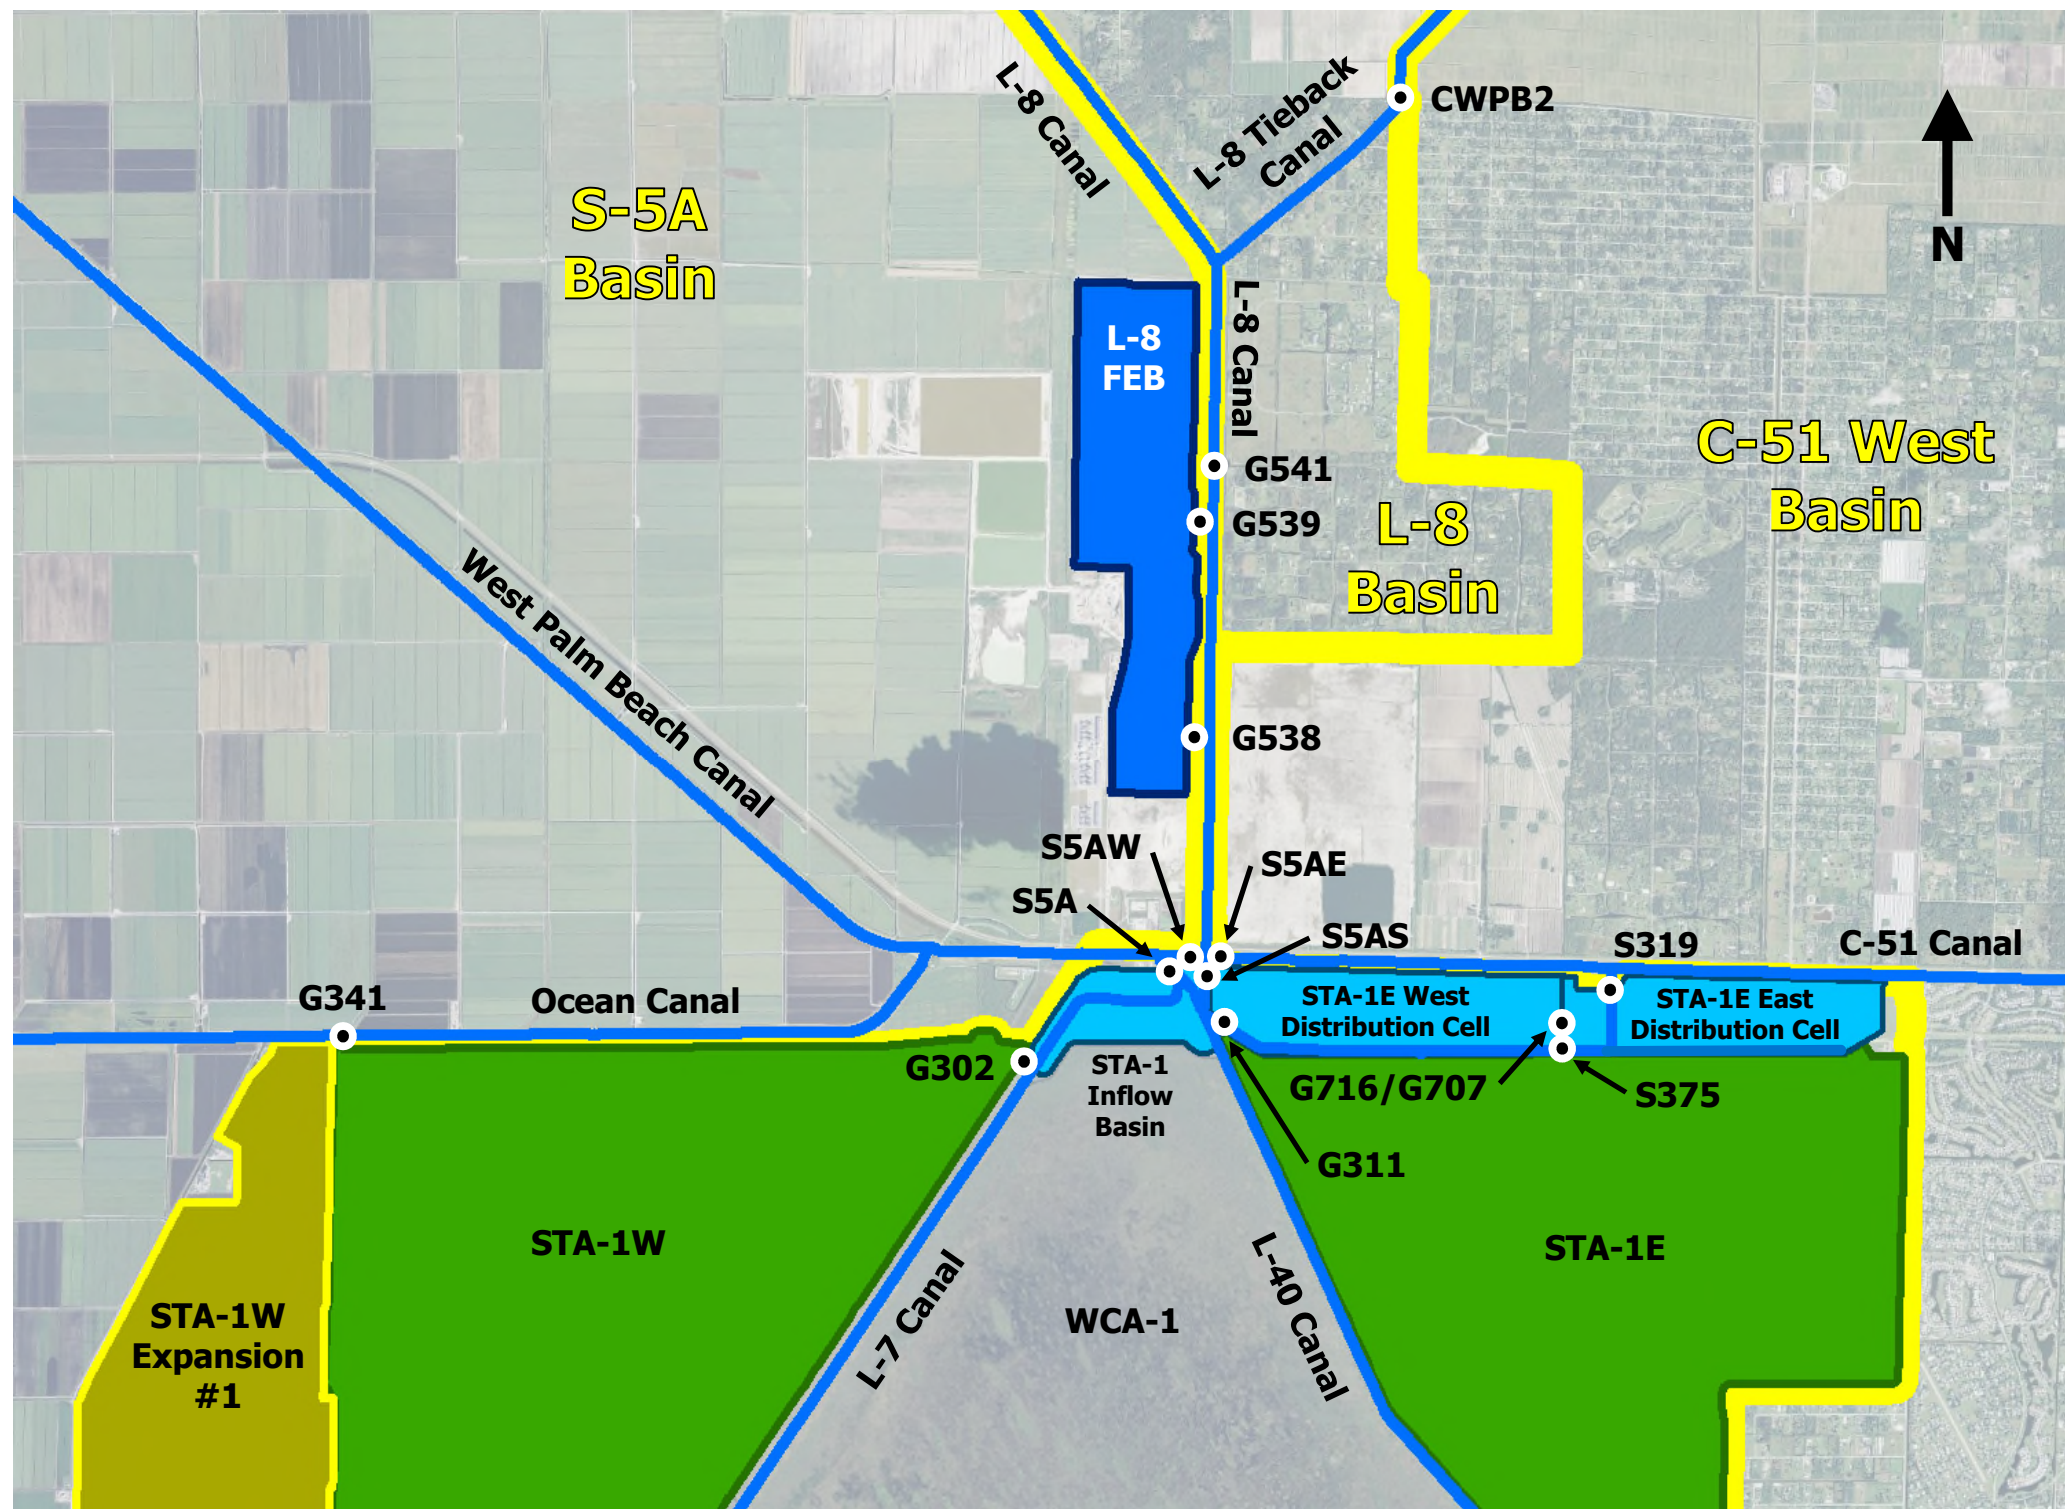 L-8 Canal
L-8 Tieback
Canal
CWPB2
N
S-5A
Basin
L-8
FEB
L-8 Canal
G541
G539
L-8
Basin
C-51 West
Basin
West Palm Beach Canal
G538
S5AW
S5AE
S5A
S5AS
S319
C-51 Canal
G341
Ocean Canal
STA-1E West
Distribution Cell
STA-1E East
Distribution Cell
G302
STA-1
Inflow
Basin
G716/G707
S375
G311
STA-1W
STA-1E
L-7 Canal
WCA-1
L-40 Canal
STA-1W
Expansion
#1